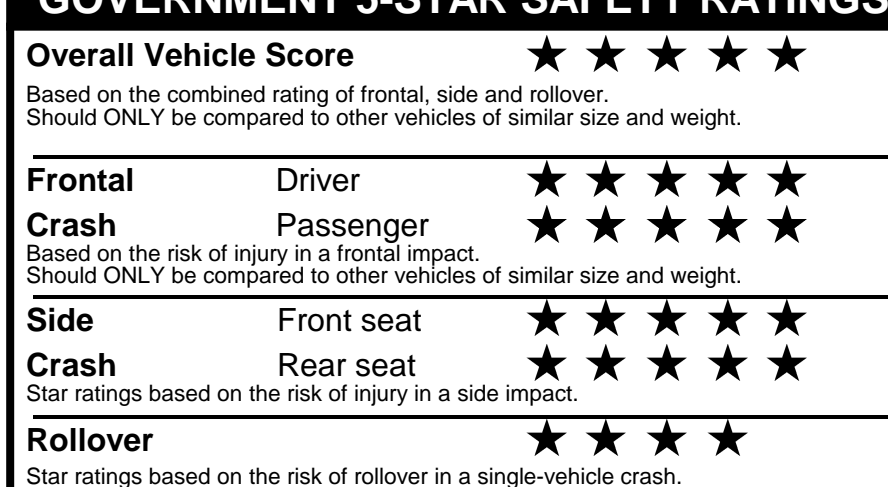 GOVERNMENT 5-STAR SAFETY RATINGS
Overall Vehicle Score ★ ★ ★ ★ ★
Based on the combined rating of frontal, side and rollover.
Should ONLY be compared to other vehicles of similar size and weight.
Frontal Driver ★ ★ ★ ★ ★
Crash Passenger ★ ★ ★ ★ ★
Based on the risk of injury in a frontal impact.
Should ONLY be compared to other vehicles of similar size and weight.
Side Front seat ★ ★ ★ ★ ★
Crash Rear seat ★ ★ ★ ★ ★
Star ratings based on the risk of injury in a side impact.
Rollover ★ ★ ★ ★
Star ratings based on the risk of rollover in a single-vehicle crash.